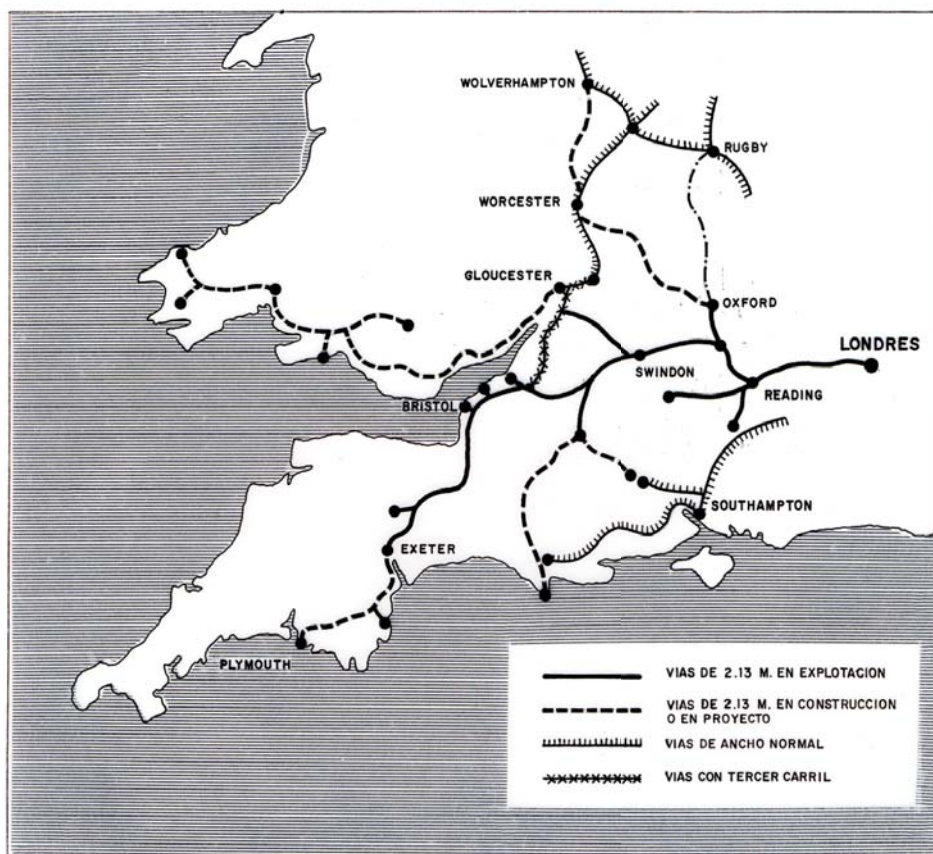 WOLVERHAMPTON
RUGBY
WORCESTER
GLOUCESTER
OXFORD
LONDRES
SWINDON
READING
BRISTOL
SOUTHAMPTON
EXETER
PLYMOUTH
VIAS DE 2.13 M. EN EXPLOTACION
VIAS DE 2.13 M. EN CONSTRUCCION
O EN PROYECTO
VIAS DE ANCHO NORMAL
VIAS CON TERCER CARRIL